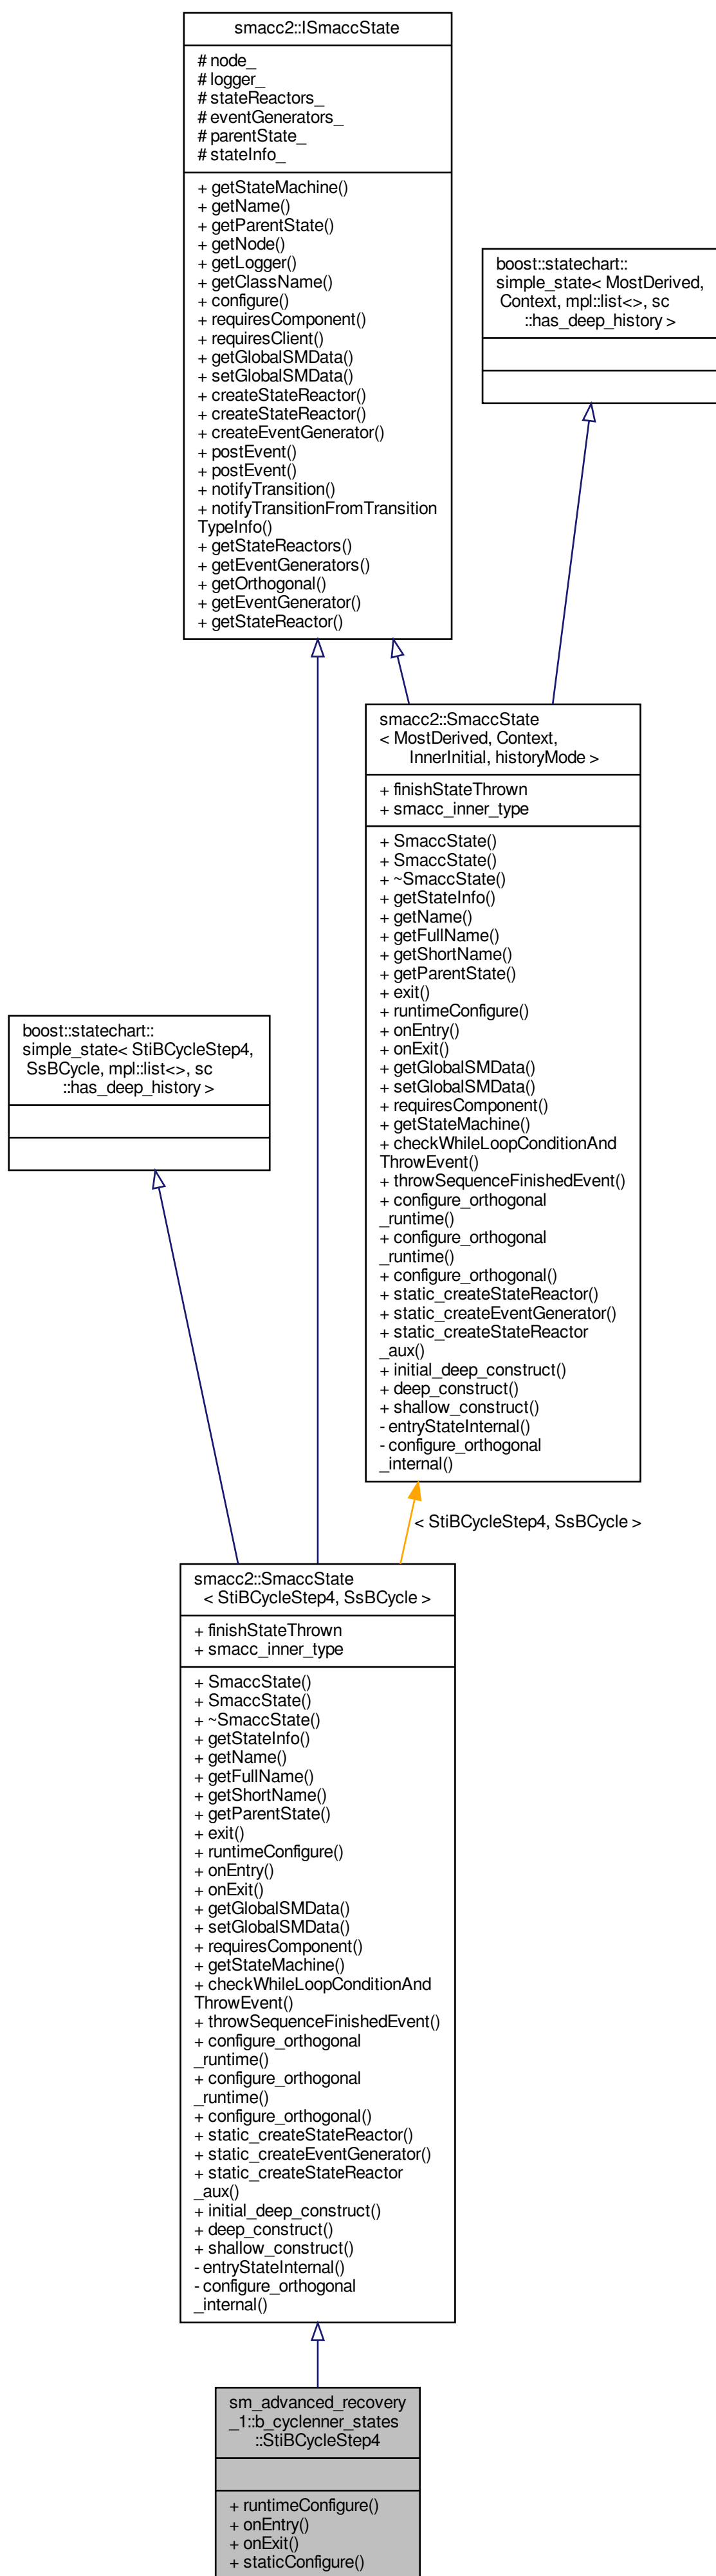 smacc2::ISmaccState
# node_
# logger_
# stateReactors_
# eventGenerators_
# parentState_
# stateInfo_
+ getStateMachine()
+ getName()
+ getParentState()
+ getNode()
+ getLogger()
+ getClassName()
+ configure()
+ requiresComponent()
+ requiresClient()
+ getGlobalSMData()
+ setGlobalSMData()
+ createStateReactor()
+ createStateReactor()
+ createEventGenerator()
+ postEvent()
+ postEvent()
+ notifyTransition()
+ notifyTransitionFromTransition
TypeInfo()
+ getStateReactors()
+ getEventGenerators()
+ getOrthogonal()
+ getEventGenerator()
+ getStateReactor()
boost::statechart::
simple_state< MostDerived,
Context, mpl::list<>, sc
::has_deep_history >
smacc2::SmaccState
< MostDerived, Context,
InnerInitial, historyMode >
+ finishStateThrown
+ smacc_inner_type
+ SmaccState()
+ SmaccState()
+ ~SmaccState()
+ getStateInfo()
+ getName()
+ getFullName()
+ getShortName()
+ getParentState()
+ exit()
+ runtimeConfigure()
+ onEntry()
+ onExit()
+ getGlobalSMData()
+ setGlobalSMData()
+ requiresComponent()
+ getStateMachine()
+ checkWhileLoopConditionAnd
ThrowEvent()
+ throwSequenceFinishedEvent()
+ configure_orthogonal
_runtime()
+ configure_orthogonal
_runtime()
+ configure_orthogonal()
+ static_createStateReactor()
+ static_createEventGenerator()
+ static_createStateReactor
_aux()
+ initial_deep_construct()
+ deep_construct()
+ shallow_construct()
- entryStateInternal()
- configure_orthogonal
_internal()
boost::statechart::
simple_state< StiBCycleStep4,
SsBCycle, mpl::list<>, sc
::has_deep_history >
< StiBCycleStep4, SsBCycle >
smacc2::SmaccState
< StiBCycleStep4, SsBCycle >
+ finishStateThrown
+ smacc_inner_type
+ SmaccState()
+ SmaccState()
+ ~SmaccState()
+ getStateInfo()
+ getName()
+ getFullName()
+ getShortName()
+ getParentState()
+ exit()
+ runtimeConfigure()
+ onEntry()
+ onExit()
+ getGlobalSMData()
+ setGlobalSMData()
+ requiresComponent()
+ getStateMachine()
+ checkWhileLoopConditionAnd
ThrowEvent()
+ throwSequenceFinishedEvent()
+ configure_orthogonal
_runtime()
+ configure_orthogonal
_runtime()
+ configure_orthogonal()
+ static_createStateReactor()
+ static_createEventGenerator()
+ static_createStateReactor
_aux()
+ initial_deep_construct()
+ deep_construct()
+ shallow_construct()
- entryStateInternal()
- configure_orthogonal
_internal()
sm_advanced_recovery
_1::b_cyclenner_states
::StiBCycleStep4
+ runtimeConfigure()
+ onEntry()
+ onExit()
+ staticConfigure()